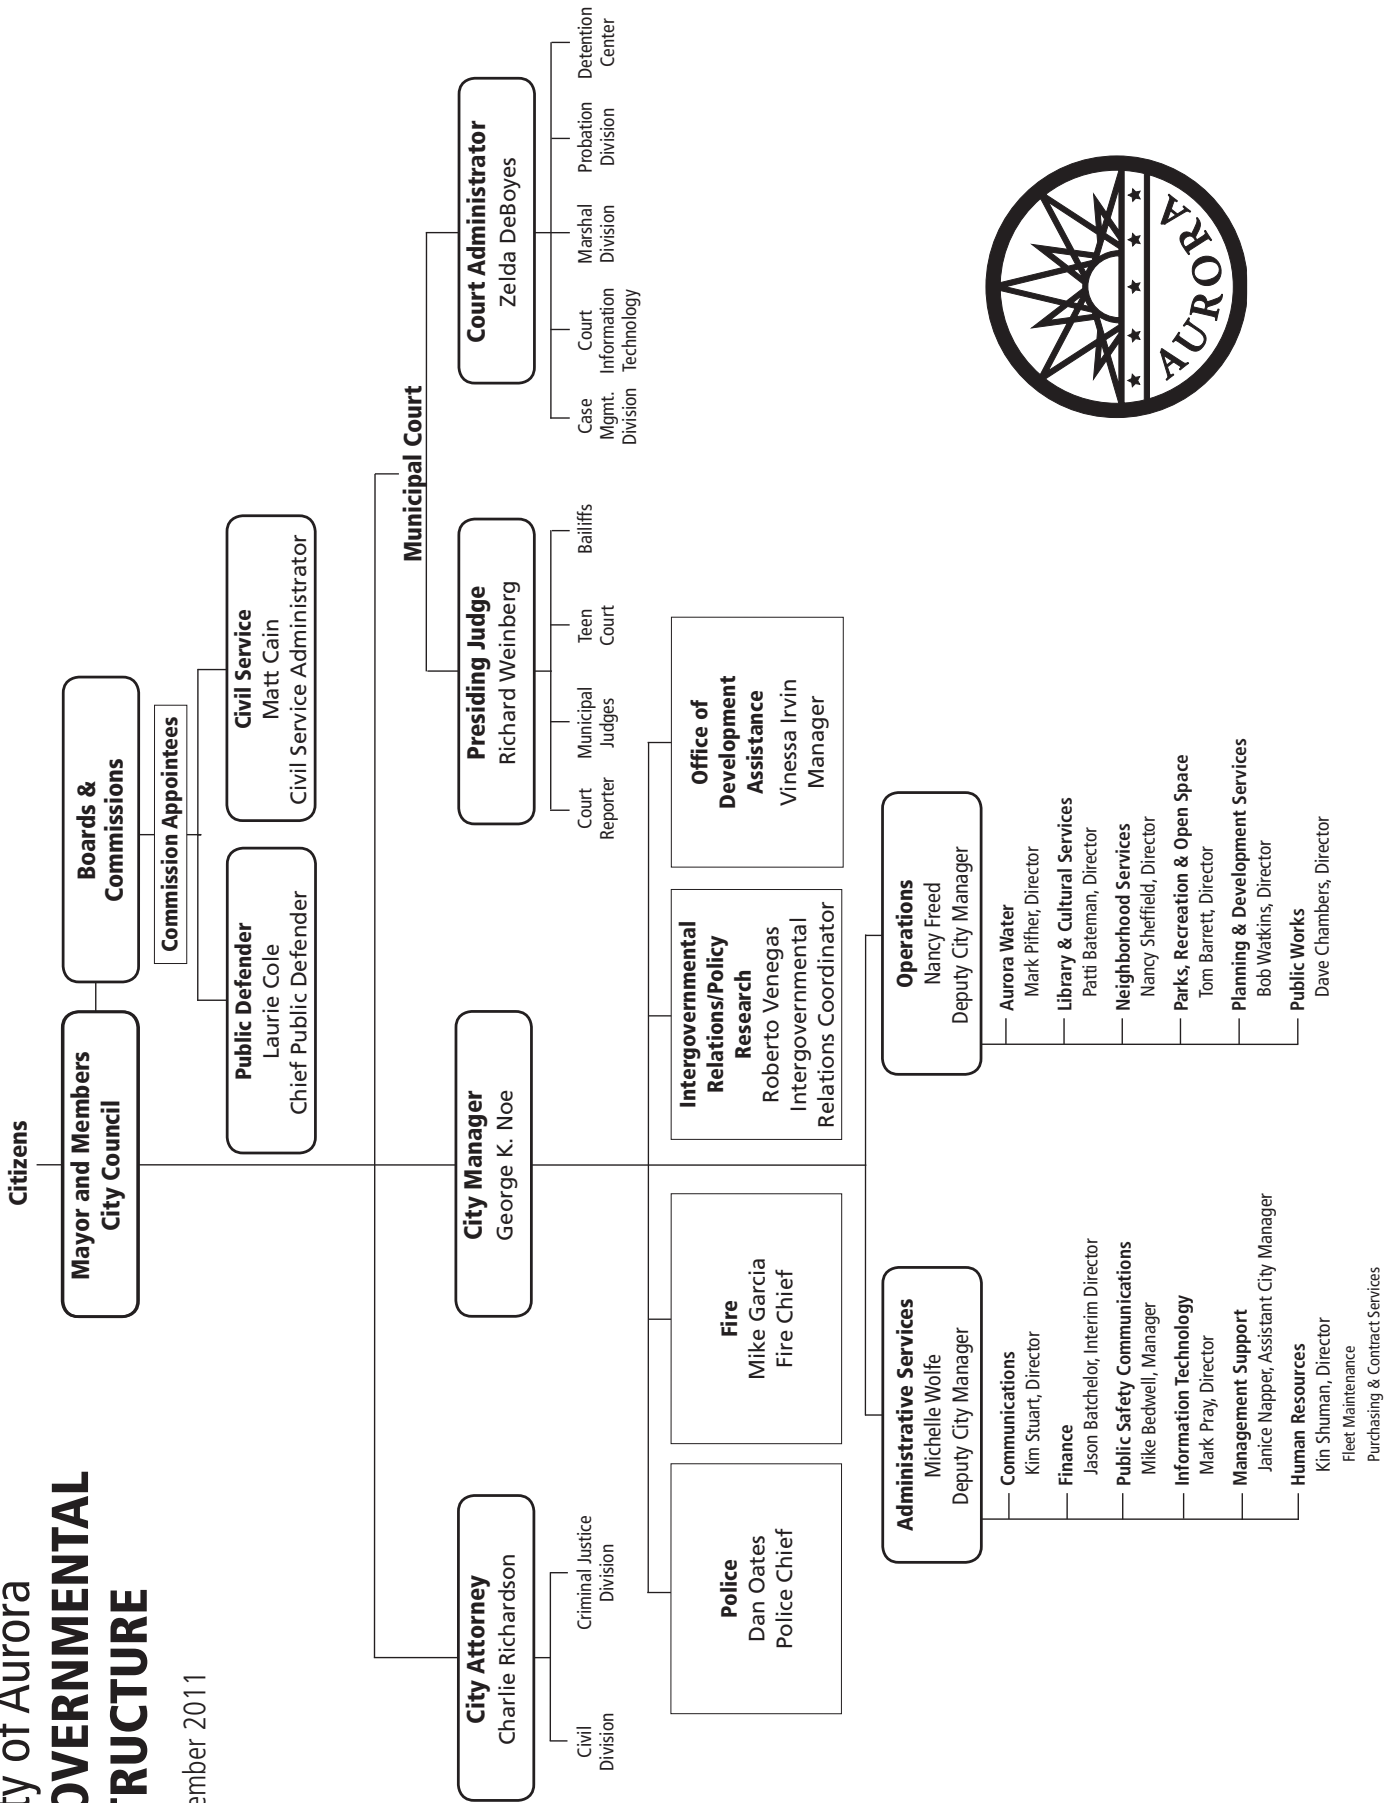 ty of Aurora
OVERNMENTAL
TRUCTURE
ember 2011
Citizens
Mayor and Members
City Council
Boards &
Commissions
Commission Appointees
Public Defender
Laurie Cole
Chief Public Defender
Civil Service
Matt Cain
Civil Service Administrator
Municipal Court
City Attorney
Charlie Richardson
Civil
Division
Criminal Justice
Division
City Manager
George K. Noe
Presiding Judge
Richard Weinberg
Court
Reporter
Municipal
Judges
Teen
Court
Bailiffs
Court Administrator
Zelda DeBoyes
Case
Mgmt.
Division
Court
Information
Technology
Marshal
Division
Probation
Division
Detention
Center
Police
Dan Oates
Police Chief
Fire
Mike Garcia
Fire Chief
Intergovernmental
Relations/Policy
Research
Roberto Venegas
Intergovernmental
Relations Coordinator
Office of
Development
Assistance
Vinessa Irvin
Manager
Administrative Services
Michelle Wolfe
Deputy City Manager
Communications
Kim Stuart, Director
Finance
Jason Batchelor, Interim Director
Public Safety Communications
Mike Bedwell, Manager
Information Technology
Mark Pray, Director
Management Support
Janice Napper, Assistant City Manager
Human Resources
Kin Shuman, Director
Fleet Maintenance
Purchasing & Contract Services
Operations
Nancy Freed
Deputy City Manager
Aurora Water
Mark Pifher, Director
Library & Cultural Services
Patti Bateman, Director
Neighborhood Services
Nancy Sheffield, Director
Parks, Recreation & Open Space
Tom Barrett, Director
Planning & Development Services
Bob Watkins, Director
Public Works
Dave Chambers, Director
AURORA